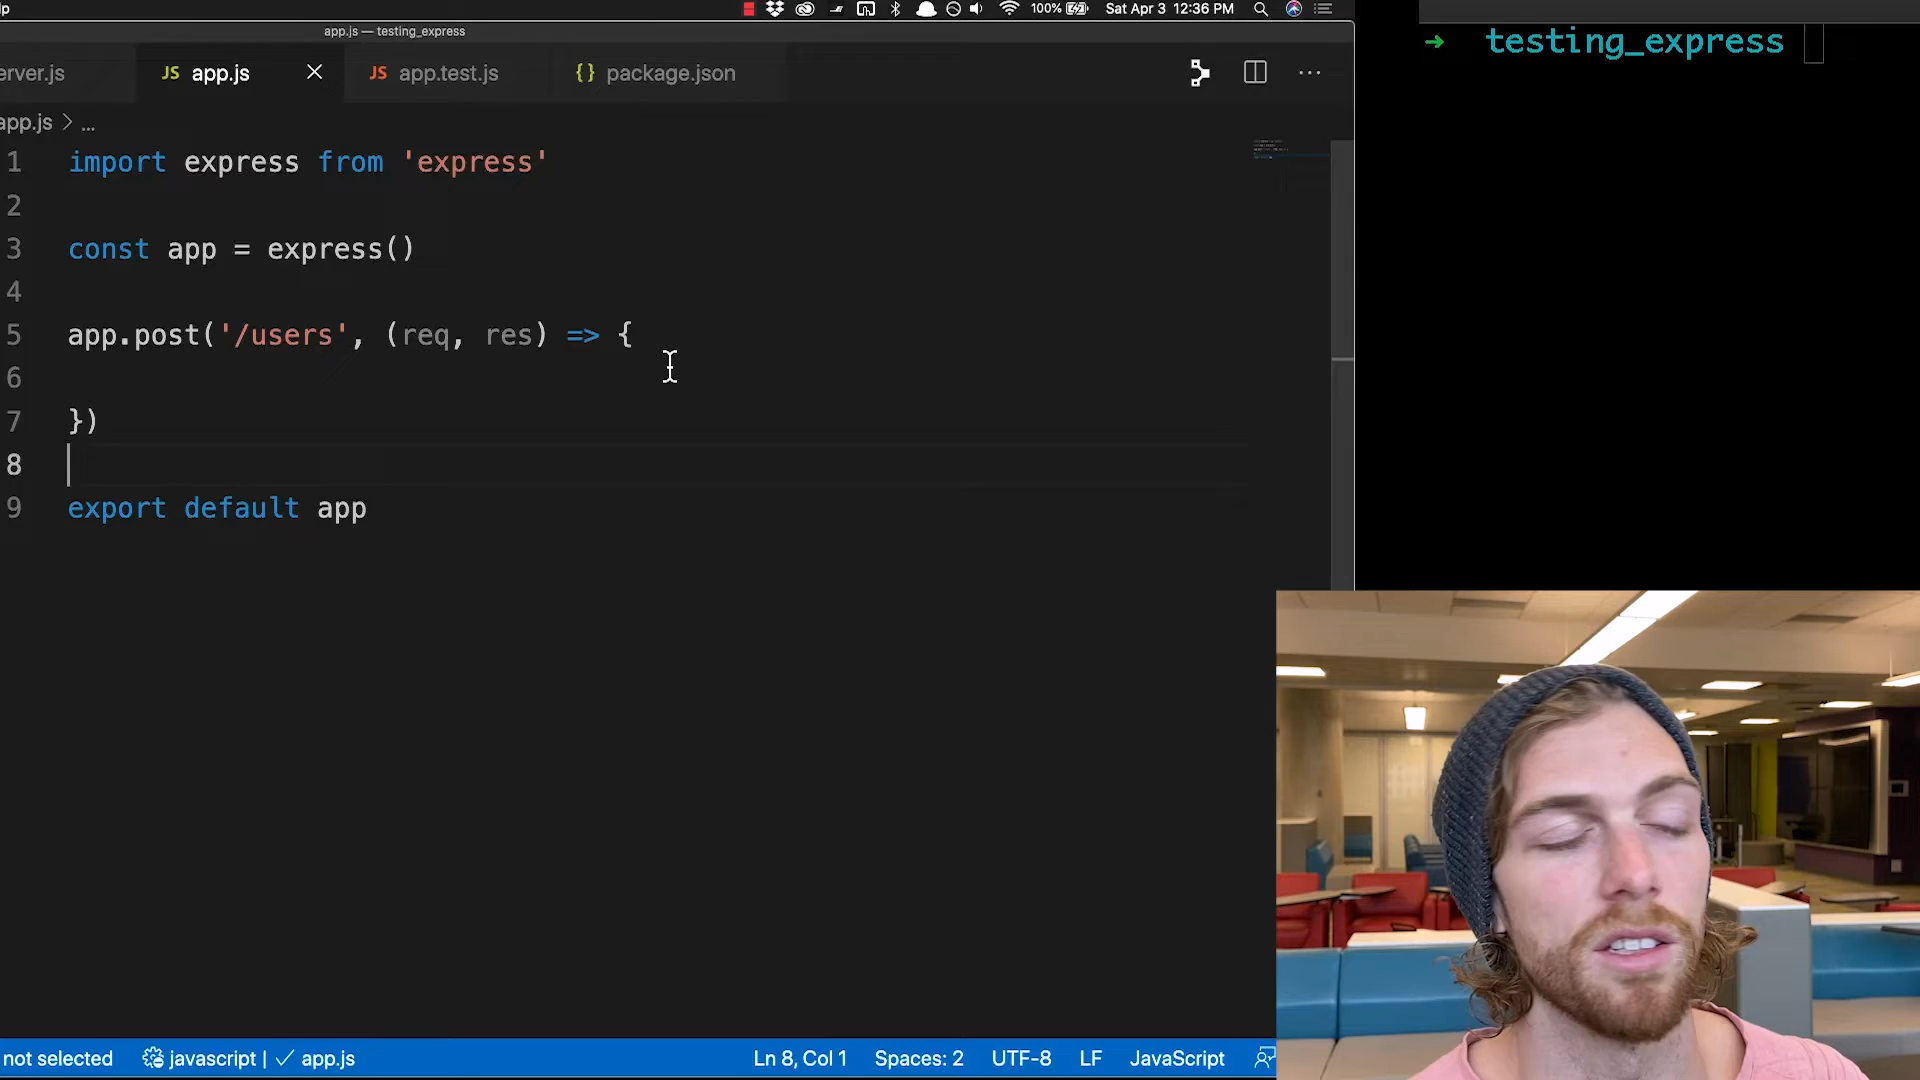 100% Sat Apr 3 12:36 PM
app.js — testing_express
erver.js JS app.js JS app.test.js {} package.json
app.js > ...
1 import express from 'express'
2
3 const app = express()
4
5 app.post('/users', (req, res) => {
6
7 })
8
9 export default app
not selected javascript | ✓ app.js Ln 8, Col 1 Spaces: 2 UTF-8 LF JavaScript
➜ testing_express